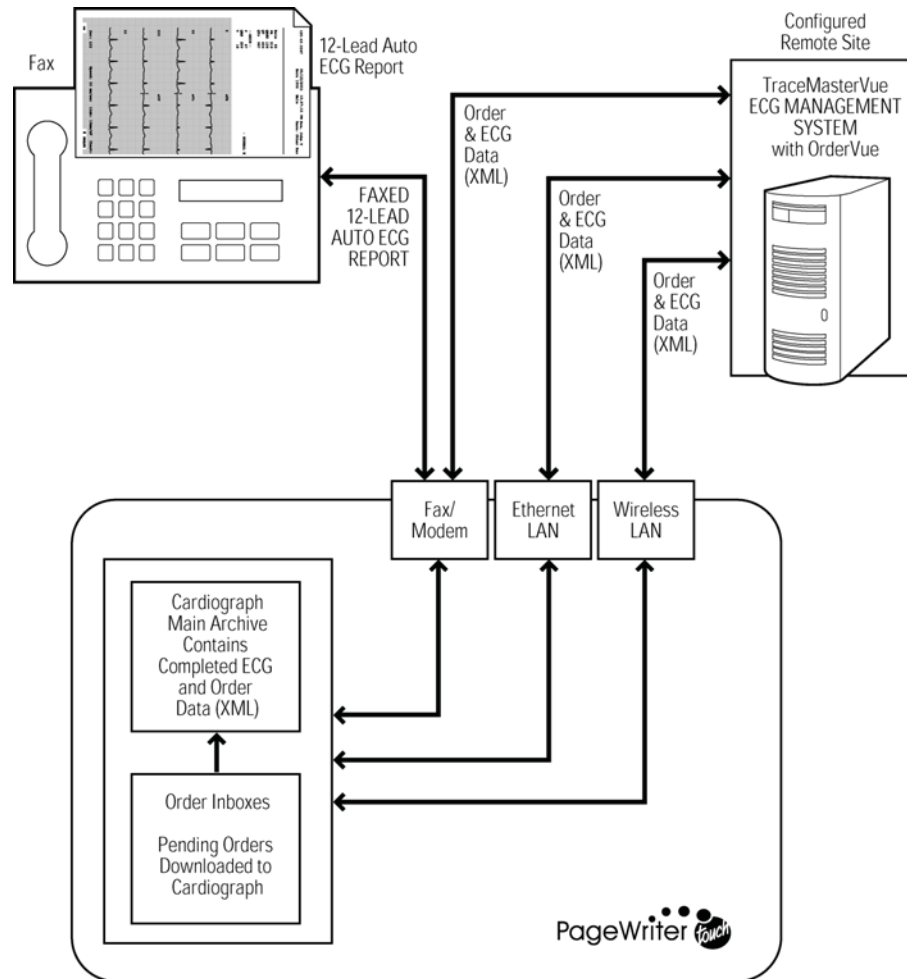 Fax
12-Lead Auto
ECG Report
Configured
Remote Site
TraceMasterVue
ECG MANAGEMENT
SYSTEM
with OrderVue
Order
& ECG
Data
(XML)
Order
& ECG
Data
(XML)
Order
& ECG
Data
(XML)
FAXED
12-LEAD
AUTO ECG
REPORT
Fax/
Modem
Ethernet
LAN
Wireless
LAN
Cardiograph
Main Archive
Contains
Completed ECG
and Order
Data (XML)
Order Inboxes
Pending Orders
Downloaded to
Cardiograph
PageWriter touch